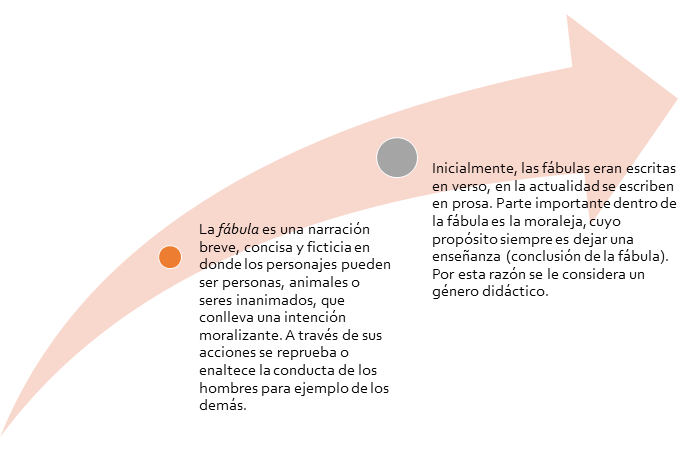 La fábula es una narración
breve, concisa y ficticia en
donde los personajes pueden
ser personas, animales o
seres inanimados, que
conlleva una intención
moralizante. A través de sus
acciones se reprueba o
enaltece la conducta de los
hombres para ejemplo de los
demás.
Inicialmente, las fábulas eran escritas
en verso, en la actualidad se escriben
en prosa. Parte importante dentro de
la fábula es la moraleja, cuyo
propósito siempre es dejar una
enseñanza (conclusión de la fábula).
Por esta razón se le considera un
género didáctico.